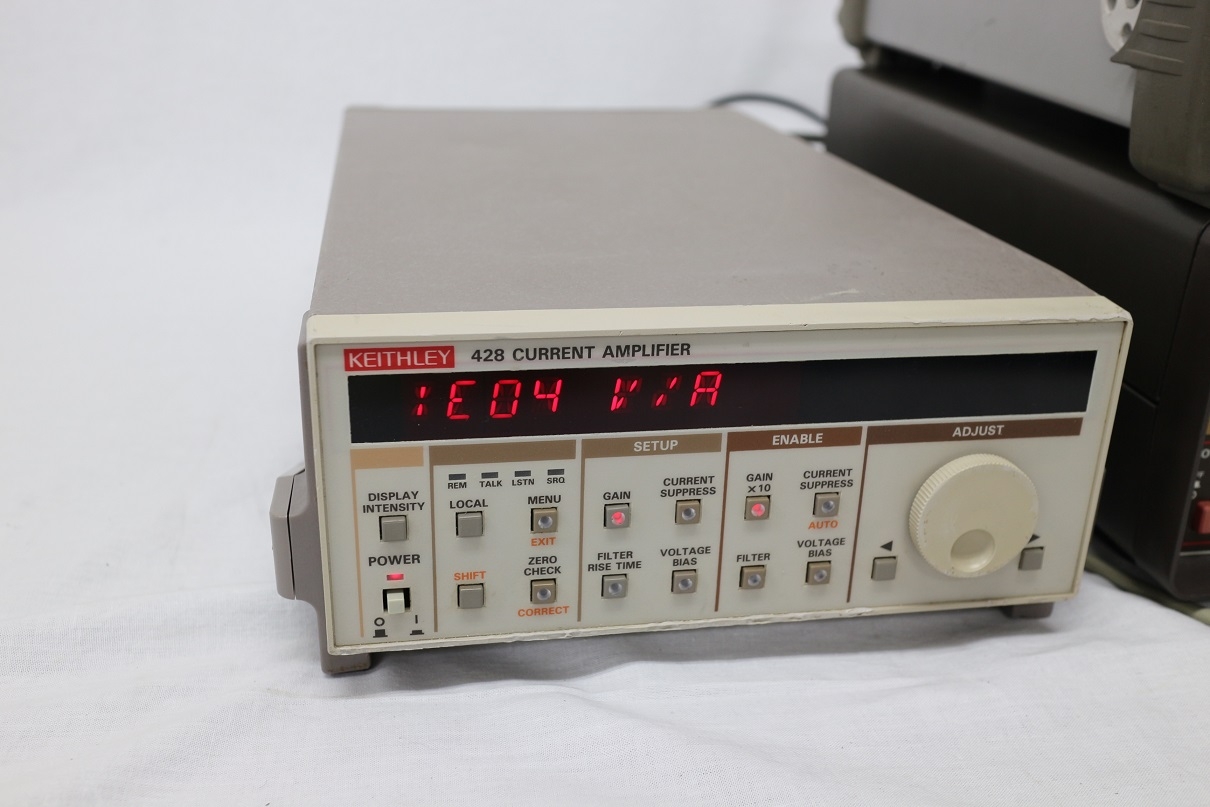 KEITHLEY 428 CURRENT AMPLIFIER
1E04 V/A
SETUP
ENABLE
ADJUST
REM TALK LSTN SRQ
DISPLAY
INTENSITY
POWER
O I
LOCAL
MENU
EXIT
SHIFT
ZERO
CHECK
CORRECT
GAIN
CURRENT
SUPPRESS
FILTER
RISE TIME
VOLTAGE
BIAS
GAIN
×10
CURRENT
SUPPRESS
AUTO
FILTER
VOLTAGE
BIAS
◀ ▶